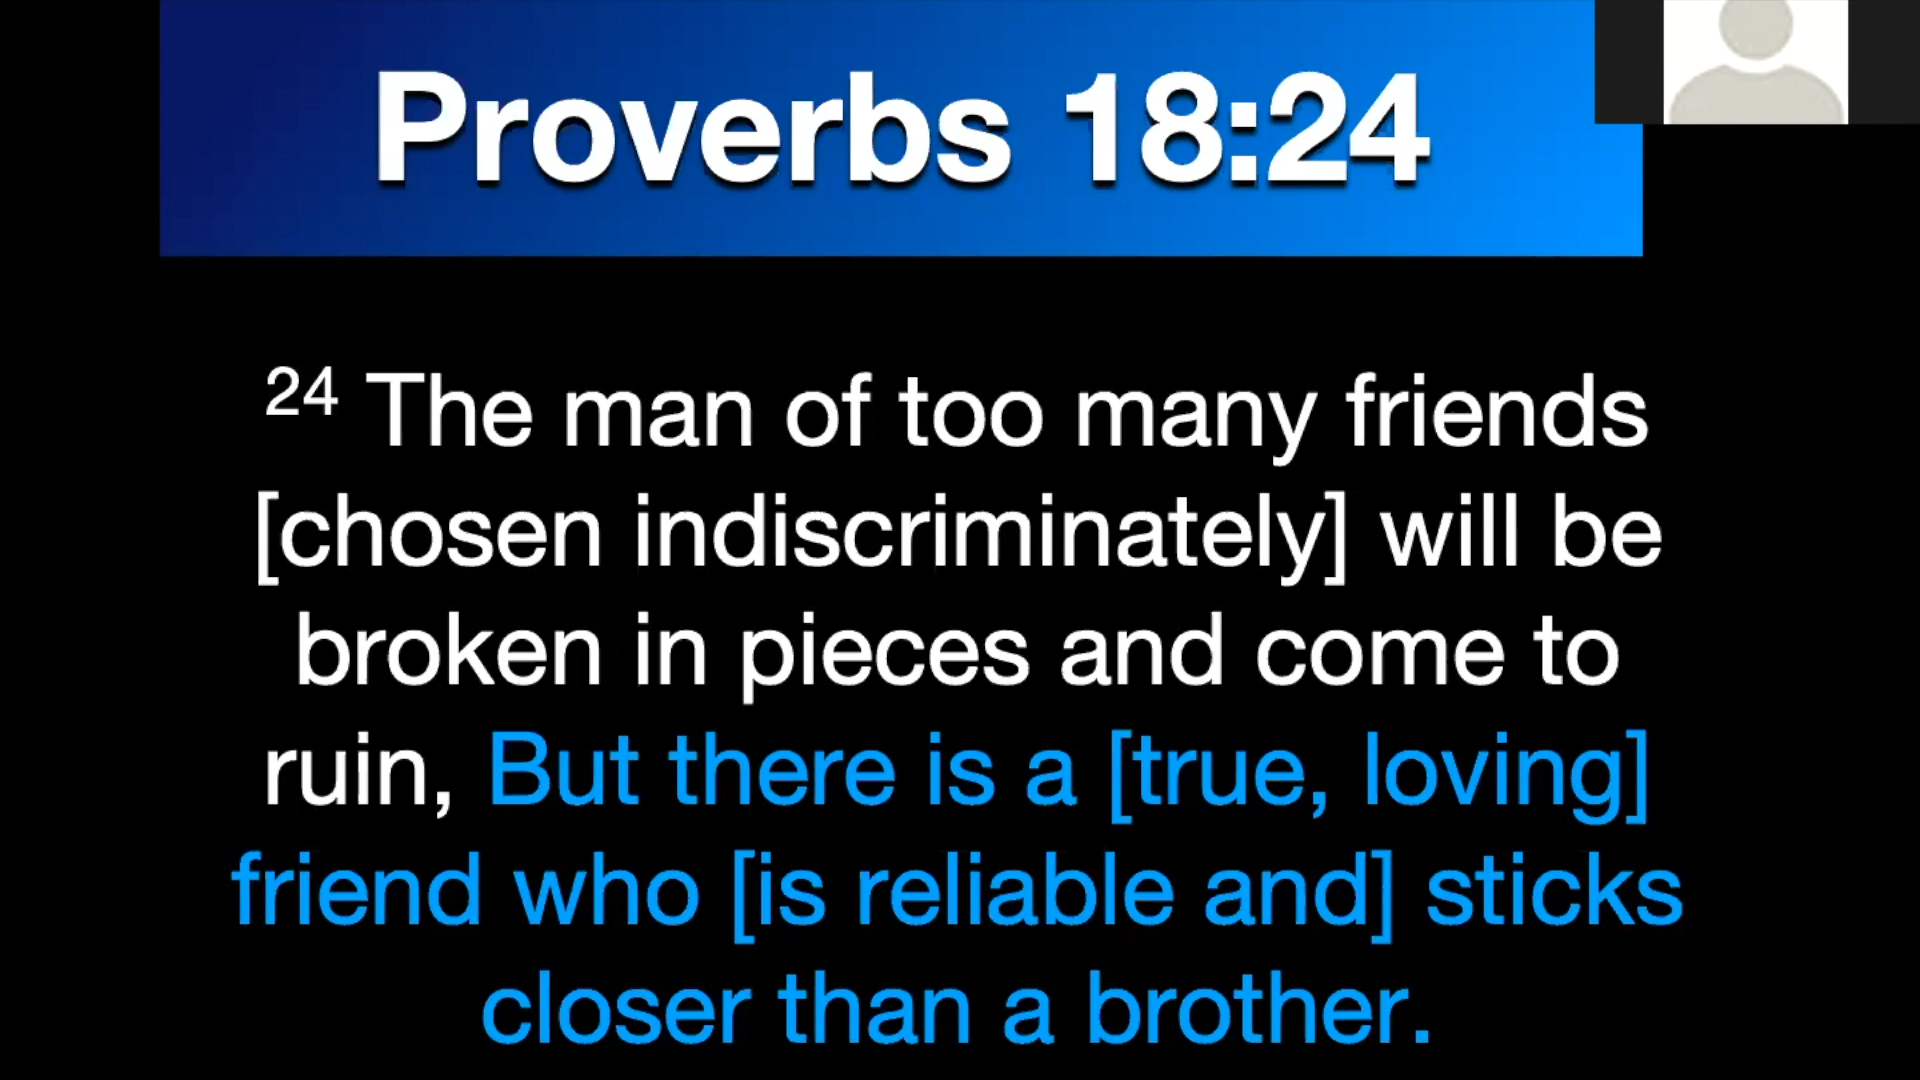 Proverbs 18:24
24 The man of too many friends
[chosen indiscriminately] will be
broken in pieces and come to
ruin, But there is a [true, loving]
friend who [is reliable and] sticks
closer than a brother.